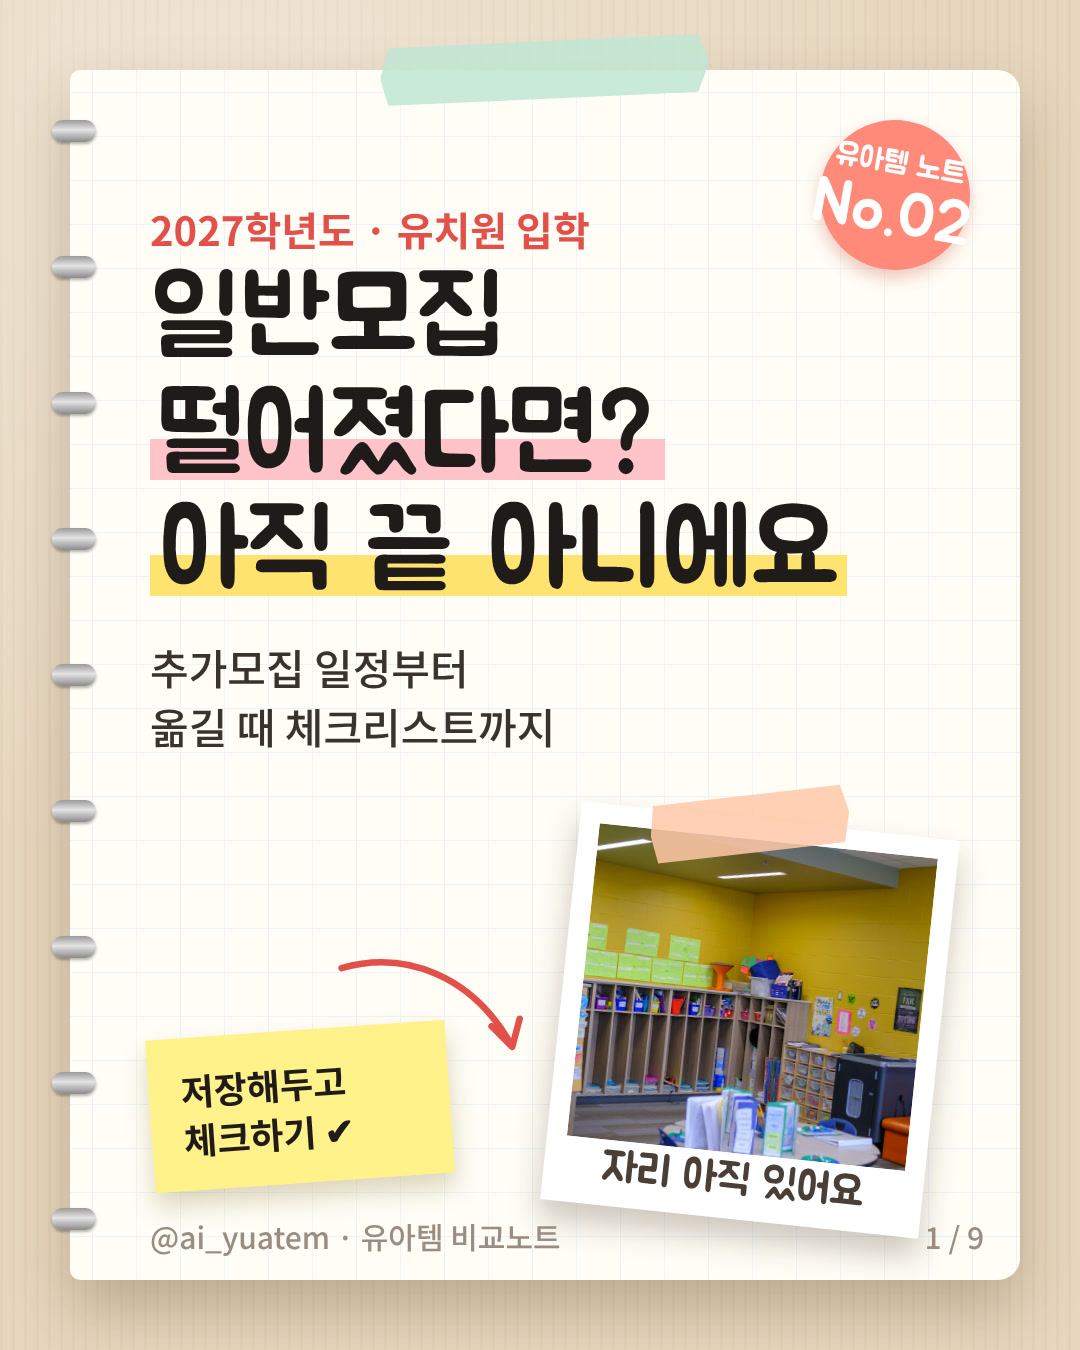 유아템 노트
No.02
2027학년도 · 유치원 입학
일반모집
떨어졌다면?
아직 끝 아니에요
추가모집 일정부터
옮길 때 체크리스트까지
저장해두고
체크하기 ✔
자리 아직 있어요
@ai_yuatem · 유아템 비교노트
1 / 9